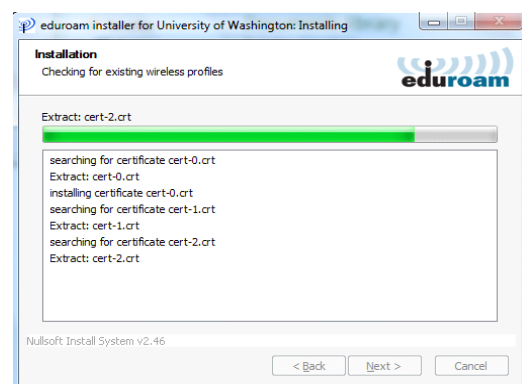 eduroam installer for University of Washington: Installing
Installation
Checking for existing wireless profiles
eduroam
Extract: cert-2.crt
searching for certificate cert-0.crt
Extract: cert-0.crt
installing certificate cert-0.crt
searching for certificate cert-1.crt
Extract: cert-1.crt
searching for certificate cert-2.crt
Extract: cert-2.crt
Nullsoft Install System v2.46
< Back Next > Cancel